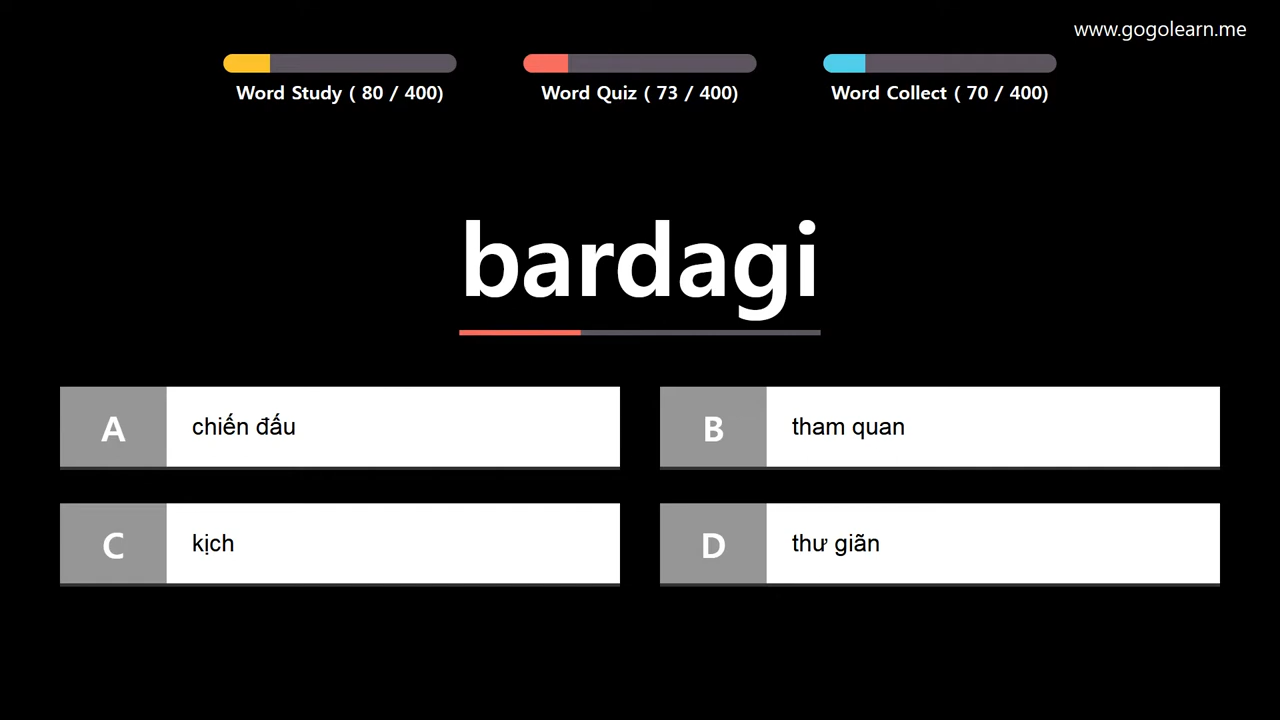 www.gogolearn.me
Word Study ( 80 / 400)
Word Quiz ( 73 / 400)
Word Collect ( 70 / 400)
bardagi
A chiến đấu
B tham quan
C kịch
D thư giãn